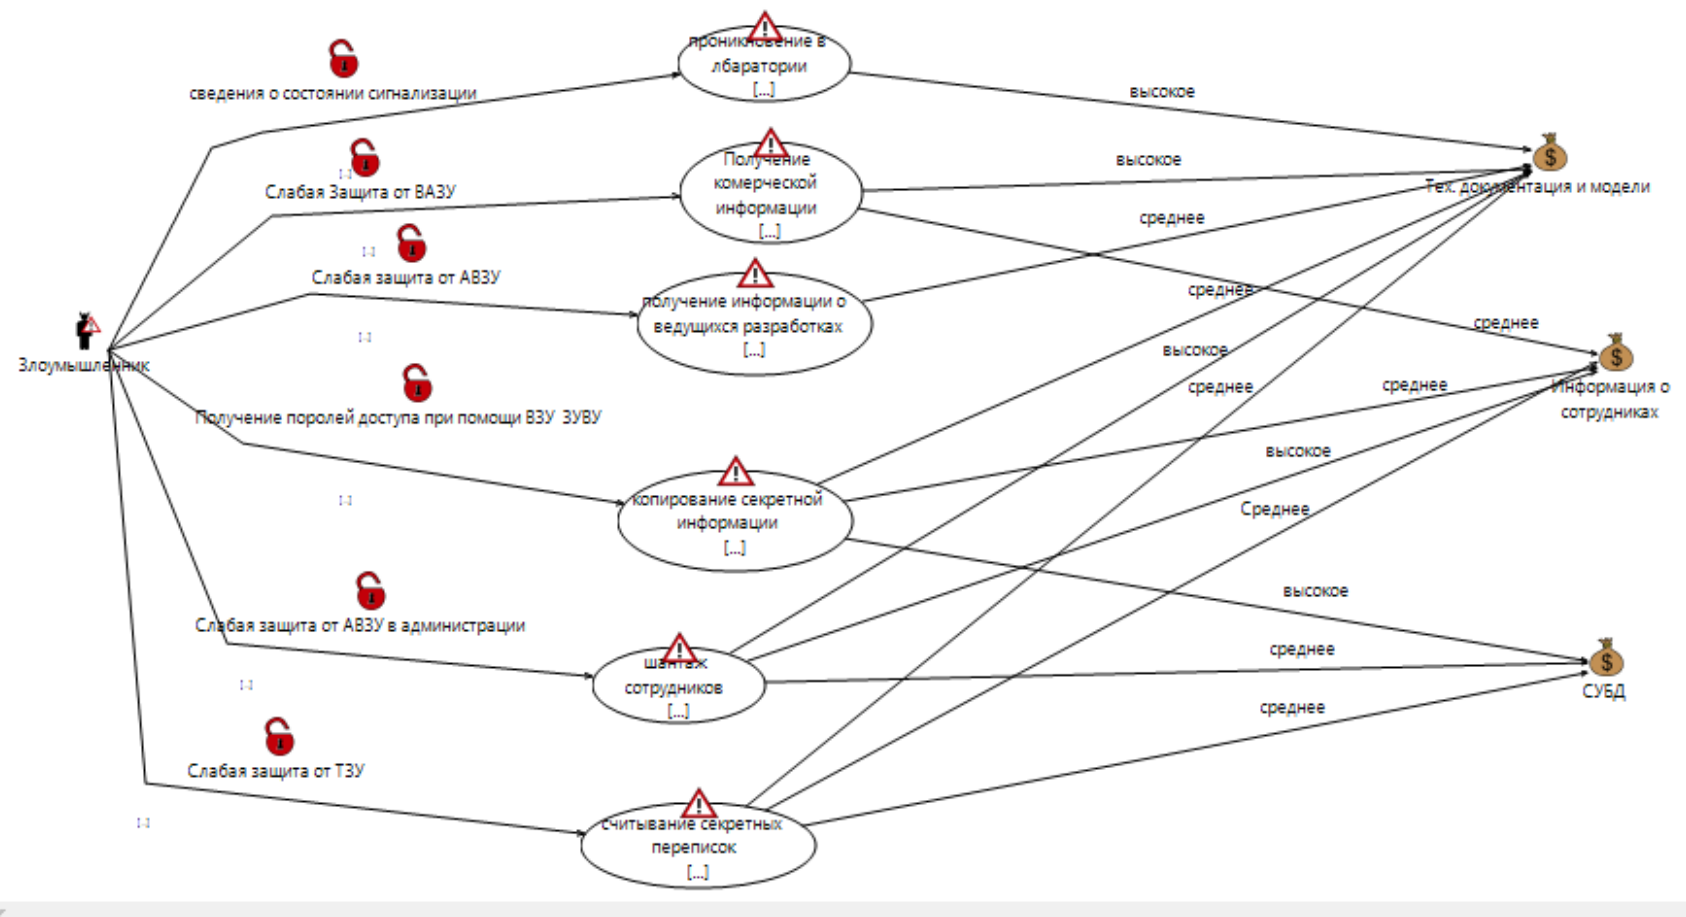 проникновение в
лбаратории
[...]
сведения о состоянии сигнализации
высокое
Получение
комерческой
информации
[...]
[...]
Слабая Защита от ВАЗУ
высокое
Тех. документация и модели
среднее
[...]
Слабая защита от АВЗУ
среднее
получение информации о
ведущихся разработках
[...]
[...]
среднее
Злоумышленник
высокое
среднее
среднее
Информация о
сотрудниках
Получение поролей доступа при помощи ВЗУ ЗУВУ
высокое
[...]
копирование секретной
информации
[...]
Среднее
высокое
Слабая защита от АВЗУ в администрации
среднее
шантаж
сотрудников
[...]
[...]
СУБД
среднее
Слабая защита от ТЗУ
[...]
считывание секретных
переписок
[...]